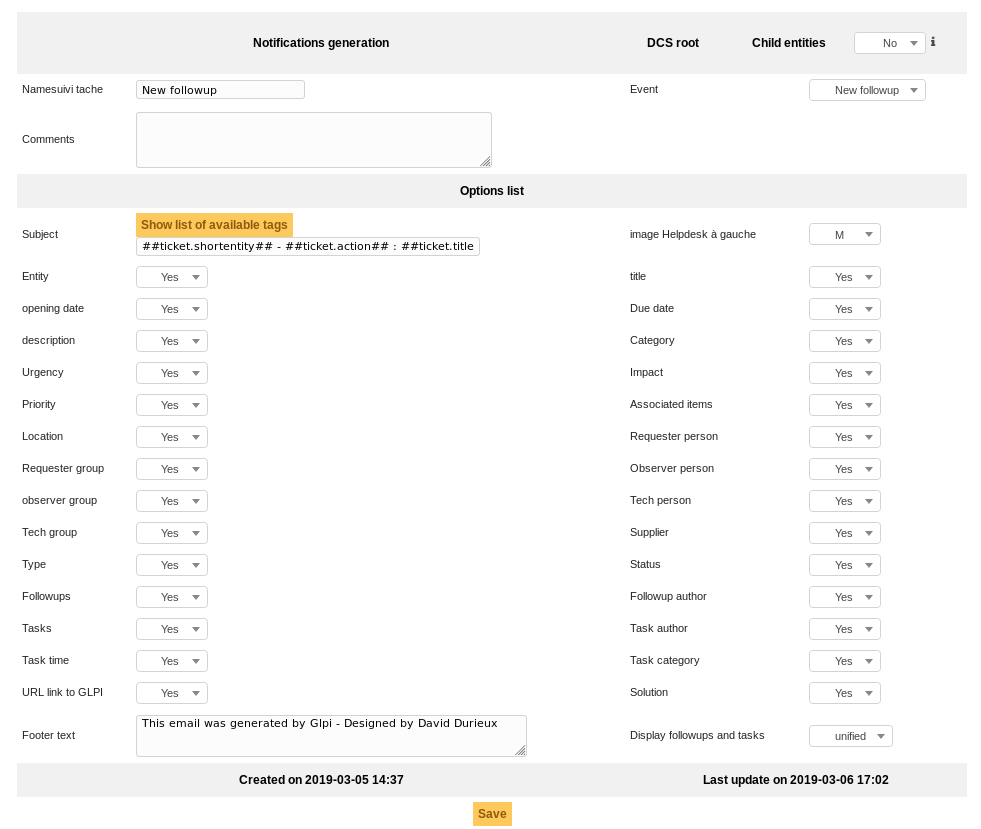 Notifications generation DCS root Child entities No
Namesuivi tache New followup Event New followup
Comments
Options list
Show list of available tags
Subject ##ticket.shortentity## - ##ticket.action## : ##ticket.title image Helpdesk à gauche M
Entity Yes title Yes
opening date Yes Due date Yes
description Yes Category Yes
Urgency Yes Impact Yes
Priority Yes Associated items Yes
Location Yes Requester person Yes
Requester group Yes Observer person Yes
observer group Yes Tech person Yes
Tech group Yes Supplier Yes
Type Yes Status Yes
Followups Yes Followup author Yes
Tasks Yes Task author Yes
Task time Yes Task category Yes
URL link to GLPI Yes Solution Yes
Footer text This email was generated by Glpi - Designed by David Durieux Display followups and tasks unified
Created on 2019-03-05 14:37 Last update on 2019-03-06 17:02
Save